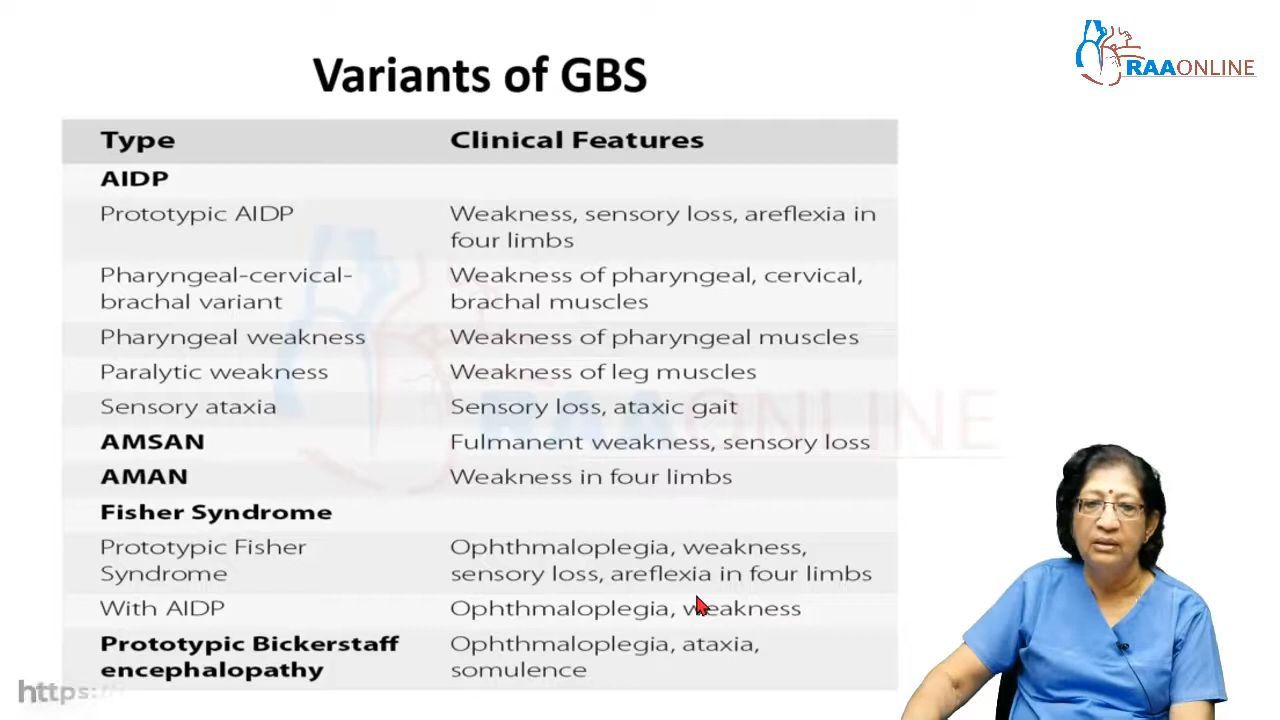 Variants of GBS
RAAONLINE
Type Clinical Features
AIDP
Prototypic AIDP Weakness, sensory loss, areflexia in
four limbs
Pharyngeal-cervical- Weakness of pharyngeal, cervical,
brachal variant brachal muscles
Pharyngeal weakness Weakness of pharyngeal muscles
Paralytic weakness Weakness of leg muscles
Sensory ataxia Sensory loss, ataxic gait
RAAONLINE
AMSAN Fulmanent weakness, sensory loss
AMAN Weakness in four limbs
Fisher Syndrome
Prototypic Fisher Ophthmaloplegia, weakness,
Syndrome sensory loss, areflexia in four limbs
With AIDP Ophthmaloplegia, weakness
Prototypic Bickerstaff Ophthmaloplegia, ataxia,
encephalopathy somulence
https:/